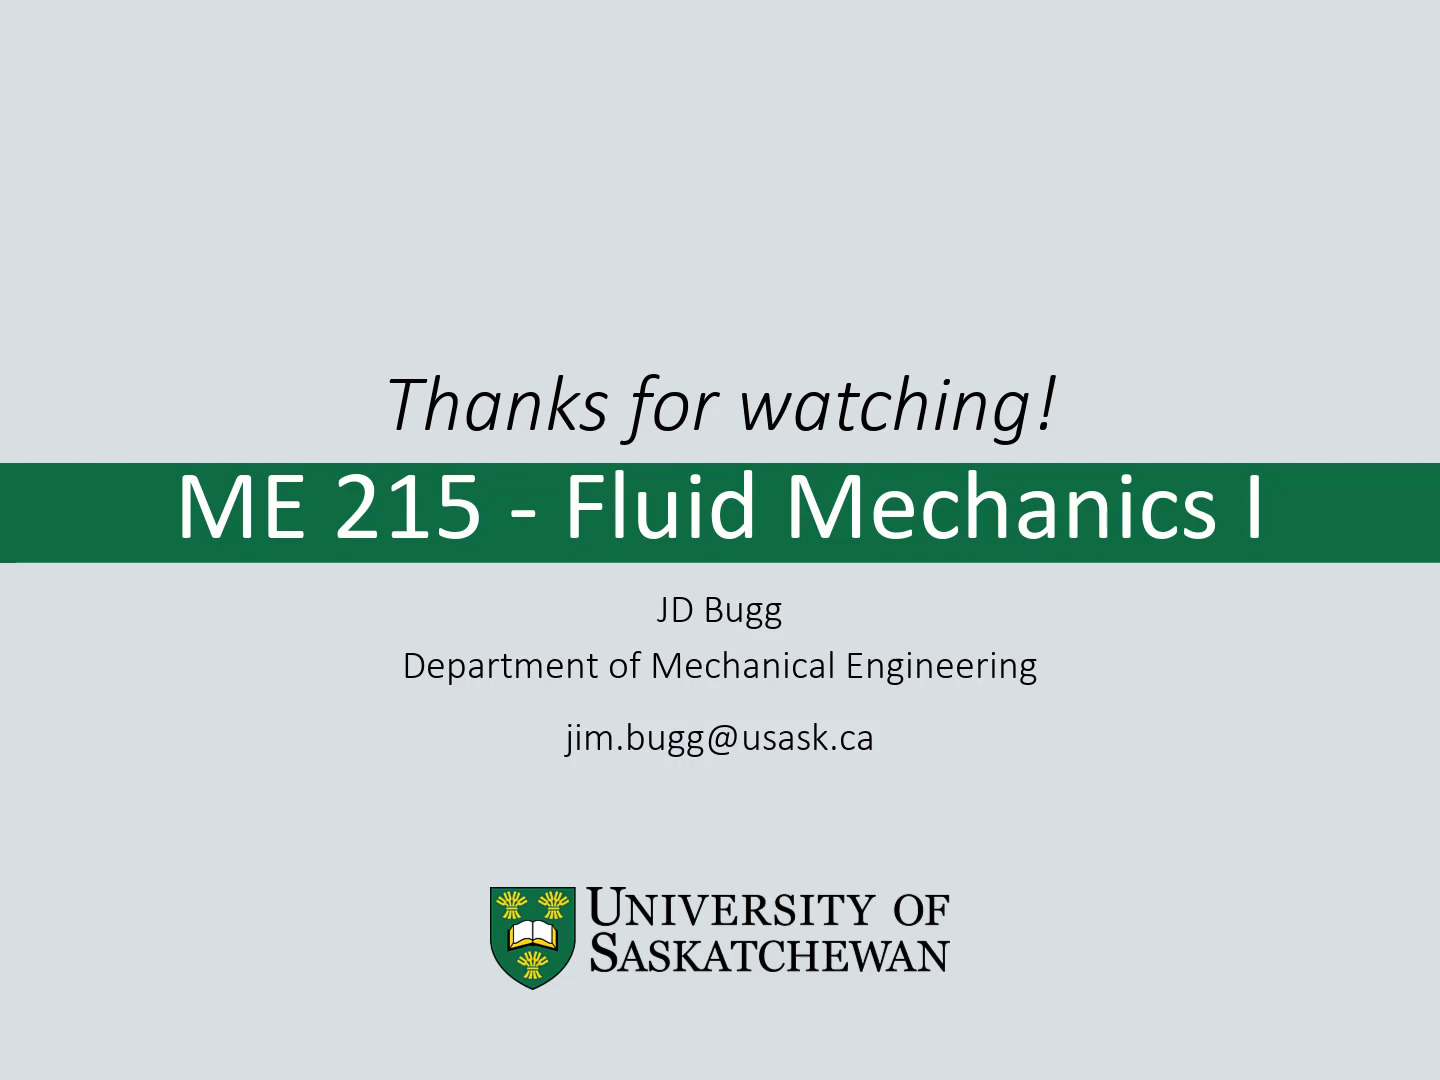 Thanks for watching!
ME 215 - Fluid Mechanics I
JD Bugg
Department of Mechanical Engineering
jim.bugg@usask.ca
UNIVERSITY OF
SASKATCHEWAN